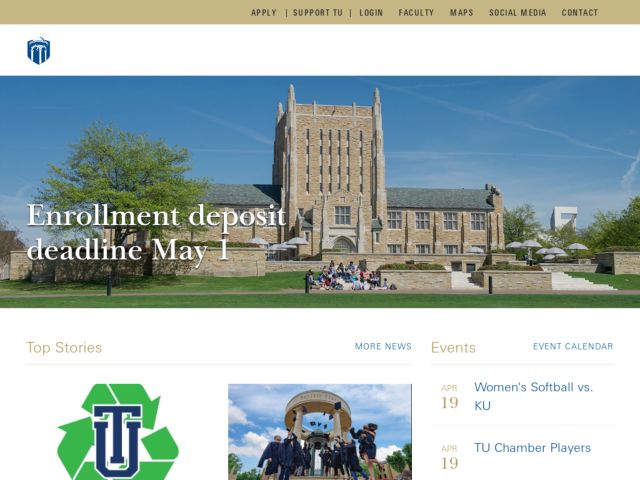 APPLY | SUPPORT TU | LOGIN FACULTY MAPS SOCIAL MEDIA CONTACT
Enrollment deposit
deadline May 1
Top Stories
MORE NEWS
Events
EVENT CALENDAR
TU
APR
19
Women's Softball vs.
KU
APR
19
TU Chamber Players